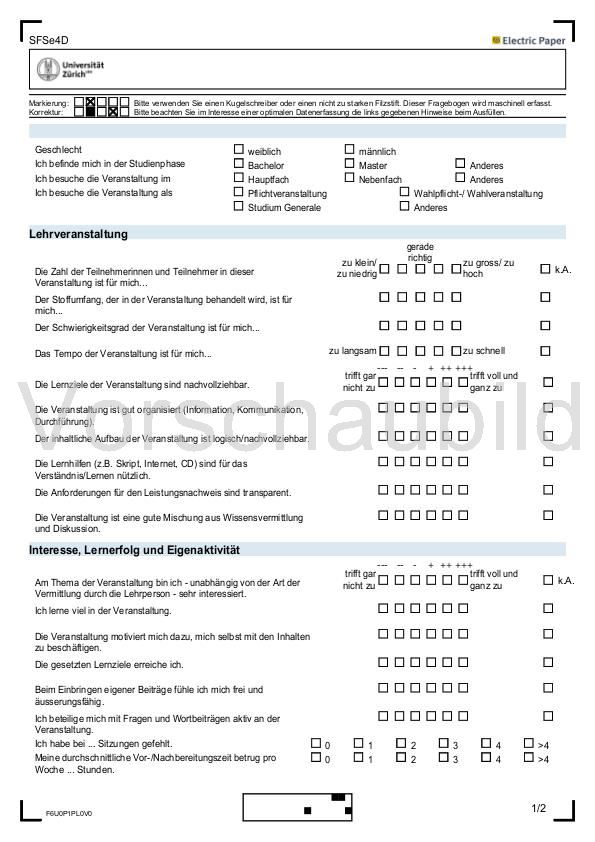 SFSe4D
Electric Paper
Universität
Zürich
Markierung: Bitte verwenden Sie einen Kugelschreiber oder einen nicht zu starken Filzstift. Dieser Fragebogen wird maschinell erfasst.
Korrektur: Bitte beachten Sie im Interesse einer optimalen Datenerfassung die links gegebenen Hinweise beim Ausfüllen.
Geschlecht weiblich männlich
Ich befinde mich in der Studienphase Bachelor Master Anderes
Ich besuche die Veranstaltung im Hauptfach Nebenfach Anderes
Ich besuche die Veranstaltung als Pflichtveranstaltung Wahlpflicht-/ Wahlveranstaltung
Studium Generale Anderes
Lehrveranstaltung
gerade
richtig
zu klein/ zu gross/ zu
zu niedrig hoch k.A.
Die Zahl der Teilnehmerinnen und Teilnehmer in dieser
Veranstaltung ist für mich...
Der Stoffumfang, der in der Veranstaltung behandelt wird, ist für
mich...
Der Schwierigkeitsgrad der Veranstaltung ist für mich...
Das Tempo der Veranstaltung ist für mich... zu langsam zu schnell
--- -- - + ++ +++
trifft gar trifft voll und
nicht zu ganz zu
Die Lernziele der Veranstaltung sind nachvollziehbar.
Die Veranstaltung ist gut organisiert (Information, Kommunikation,
Durchführung).
Vorschaubild
Der inhaltliche Aufbau der Veranstaltung ist logisch/nachvollziehbar.
Die Lernhilfen (z.B. Skript, Internet, CD) sind für das
Verständnis/Lernen nützlich.
Die Anforderungen für den Leistungsnachweis sind transparent.
Die Veranstaltung ist eine gute Mischung aus Wissensvermittlung
und Diskussion.
Interesse, Lernerfolg und Eigenaktivität
--- -- - + ++ +++
trifft gar trifft voll und
nicht zu ganz zu k.A.
Am Thema der Veranstaltung bin ich - unabhängig von der Art der
Vermittlung durch die Lehrperson - sehr interessiert.
Ich lerne viel in der Veranstaltung.
Die Veranstaltung motiviert mich dazu, mich selbst mit den Inhalten
zu beschäftigen.
Die gesetzten Lernziele erreiche ich.
Beim Einbringen eigener Beiträge fühle ich mich frei und
äusserungsfähig.
Ich beteilige mich mit Fragen und Wortbeiträgen aktiv an der
Veranstaltung.
Ich habe bei ... Sitzungen gefehlt. 0 1 2 3 4 >4
Meine durchschnittliche Vor-/Nachbereitungszeit betrug pro 0 1 2 3 4 >4
Woche ... Stunden.
F6U0P1PL0V0
1/2